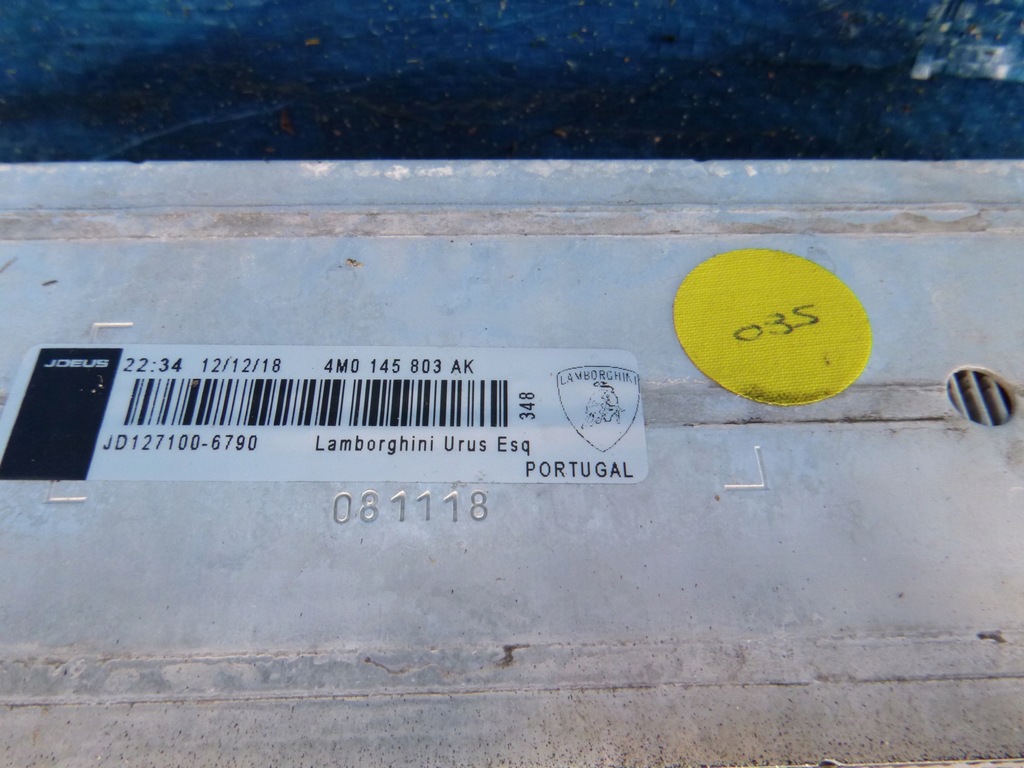 JDEUS 22:34 12/12/18 4M0 145 803 AK
348
LAMBORGHINI
JD127100-6790 Lamborghini Urus Esq
PORTUGAL
081118
035